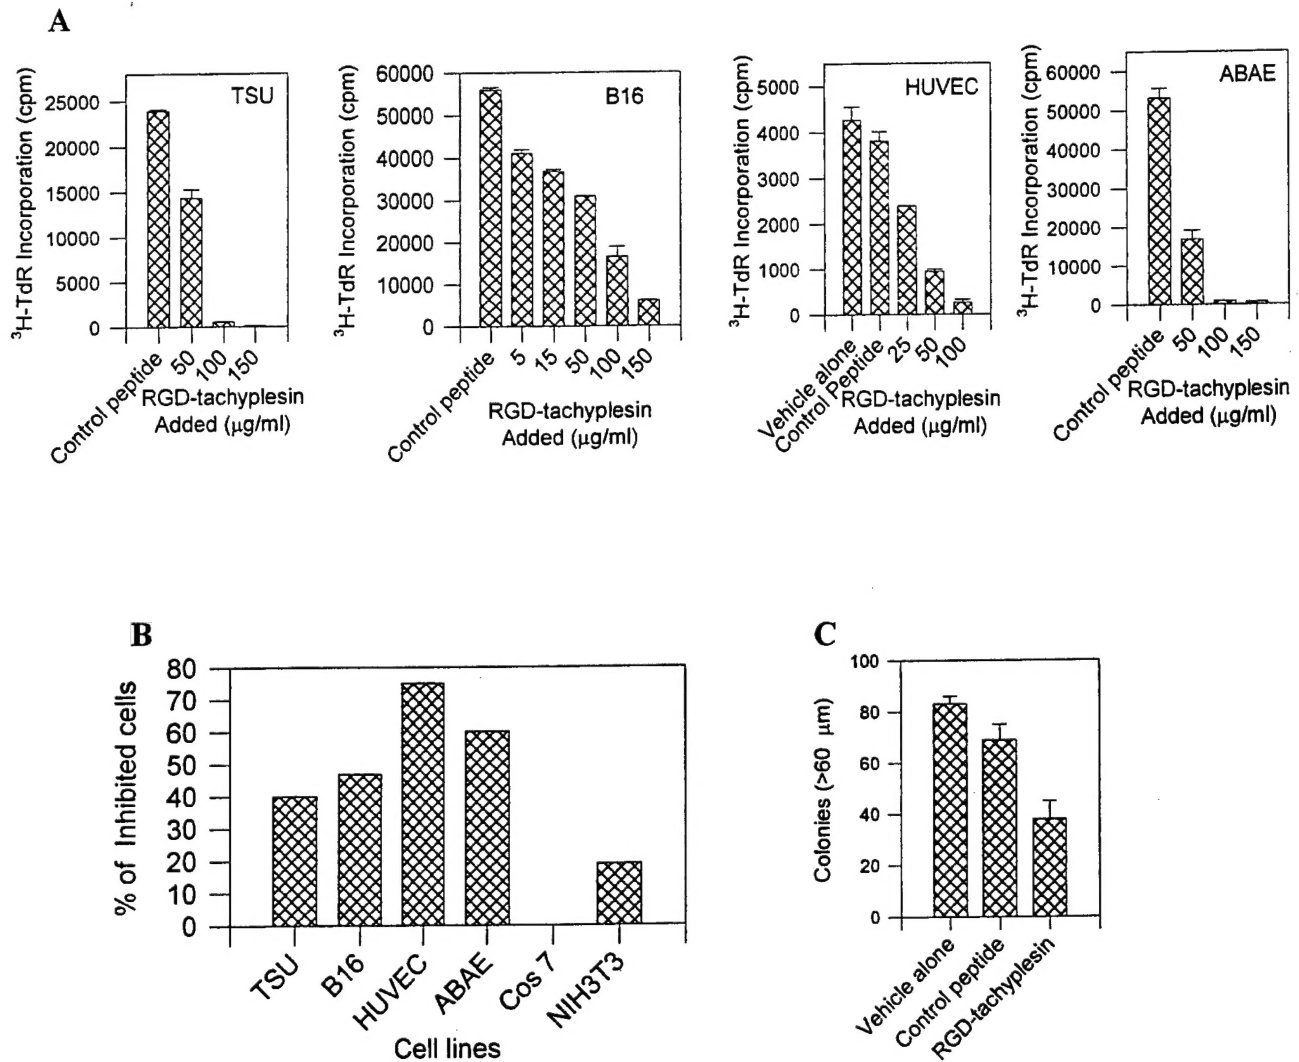 A
³H-TdR Incorporation (cpm)
25000
20000
15000
10000
5000
0
TSU
Control peptide
50
100
150
RGD-tachyplesin
Added (μg/ml)
³H-TdR Incorporation (cpm)
60000
50000
40000
30000
20000
10000
0
B16
Control peptide
5
15
50
100
150
RGD-tachyplesin
Added (μg/ml)
³H-TdR Incorporation (cpm)
5000
4000
3000
2000
1000
0
HUVEC
Vehicle alone
Control Peptide
25
50
100
RGD-tachyplesin
Added (μg/ml)
³H-TdR Incorporation (cpm)
60000
50000
40000
30000
20000
10000
0
ABAE
Control peptide
50
100
150
RGD-tachyplesin
Added (μg/ml)
B
% of Inhibited cells
80
70
60
50
40
30
20
10
0
TSU
B16
HUVEC
ABAE
Cos 7
NIH3T3
Cell lines
C
Colonies (>60 μm)
100
80
60
40
20
0
Vehicle alone
Control peptide
RGD-tachyplesin